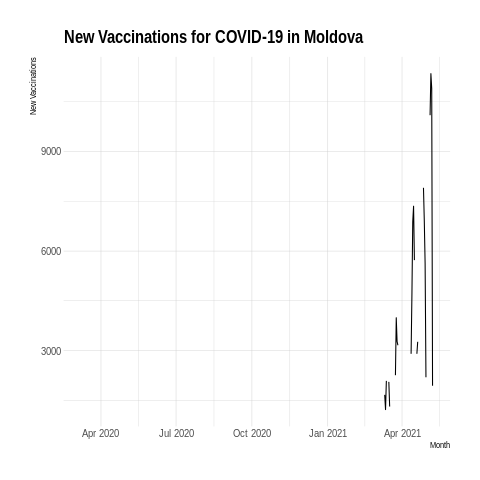 New Vaccinations for COVID-19 in Moldova
New Vaccinations
9000
6000
3000
Apr 2020
Jul 2020
Oct 2020
Jan 2021
Apr 2021
Month